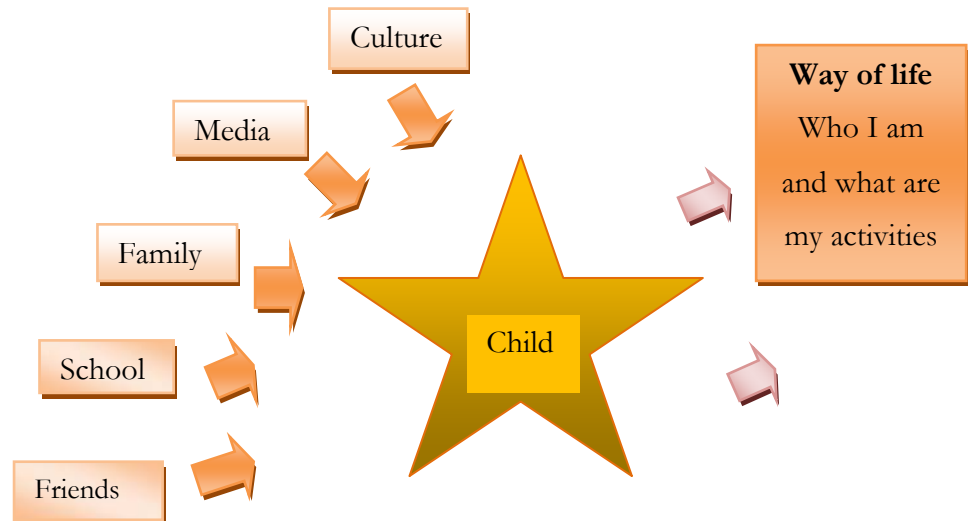 Culture
Media
Family
School
Friends
Child
Way of life
Who I am
and what are
my activities